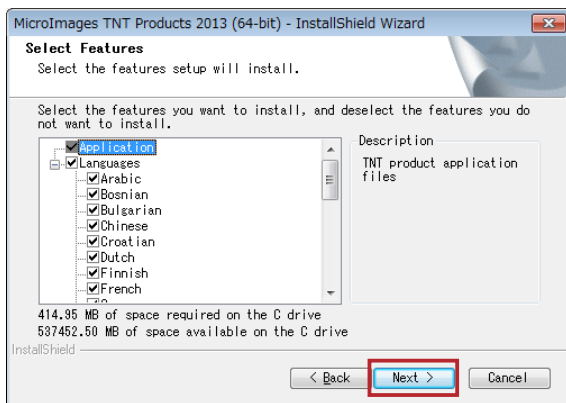 MicroImages TNT Products 2013 (64-bit) - InstallShield Wizard
Select Features
Select the features setup will install.
Select the features you want to install, and deselect the features you do
not want to install.
Application
Languages
Arabic
Bosnian
Bulgarian
Chinese
Croatian
Dutch
Finnish
French
Description
TNT product application
files
414.95 MB of space required on the C drive
537452.50 MB of space available on the C drive
InstallShield
< Back
Next >
Cancel